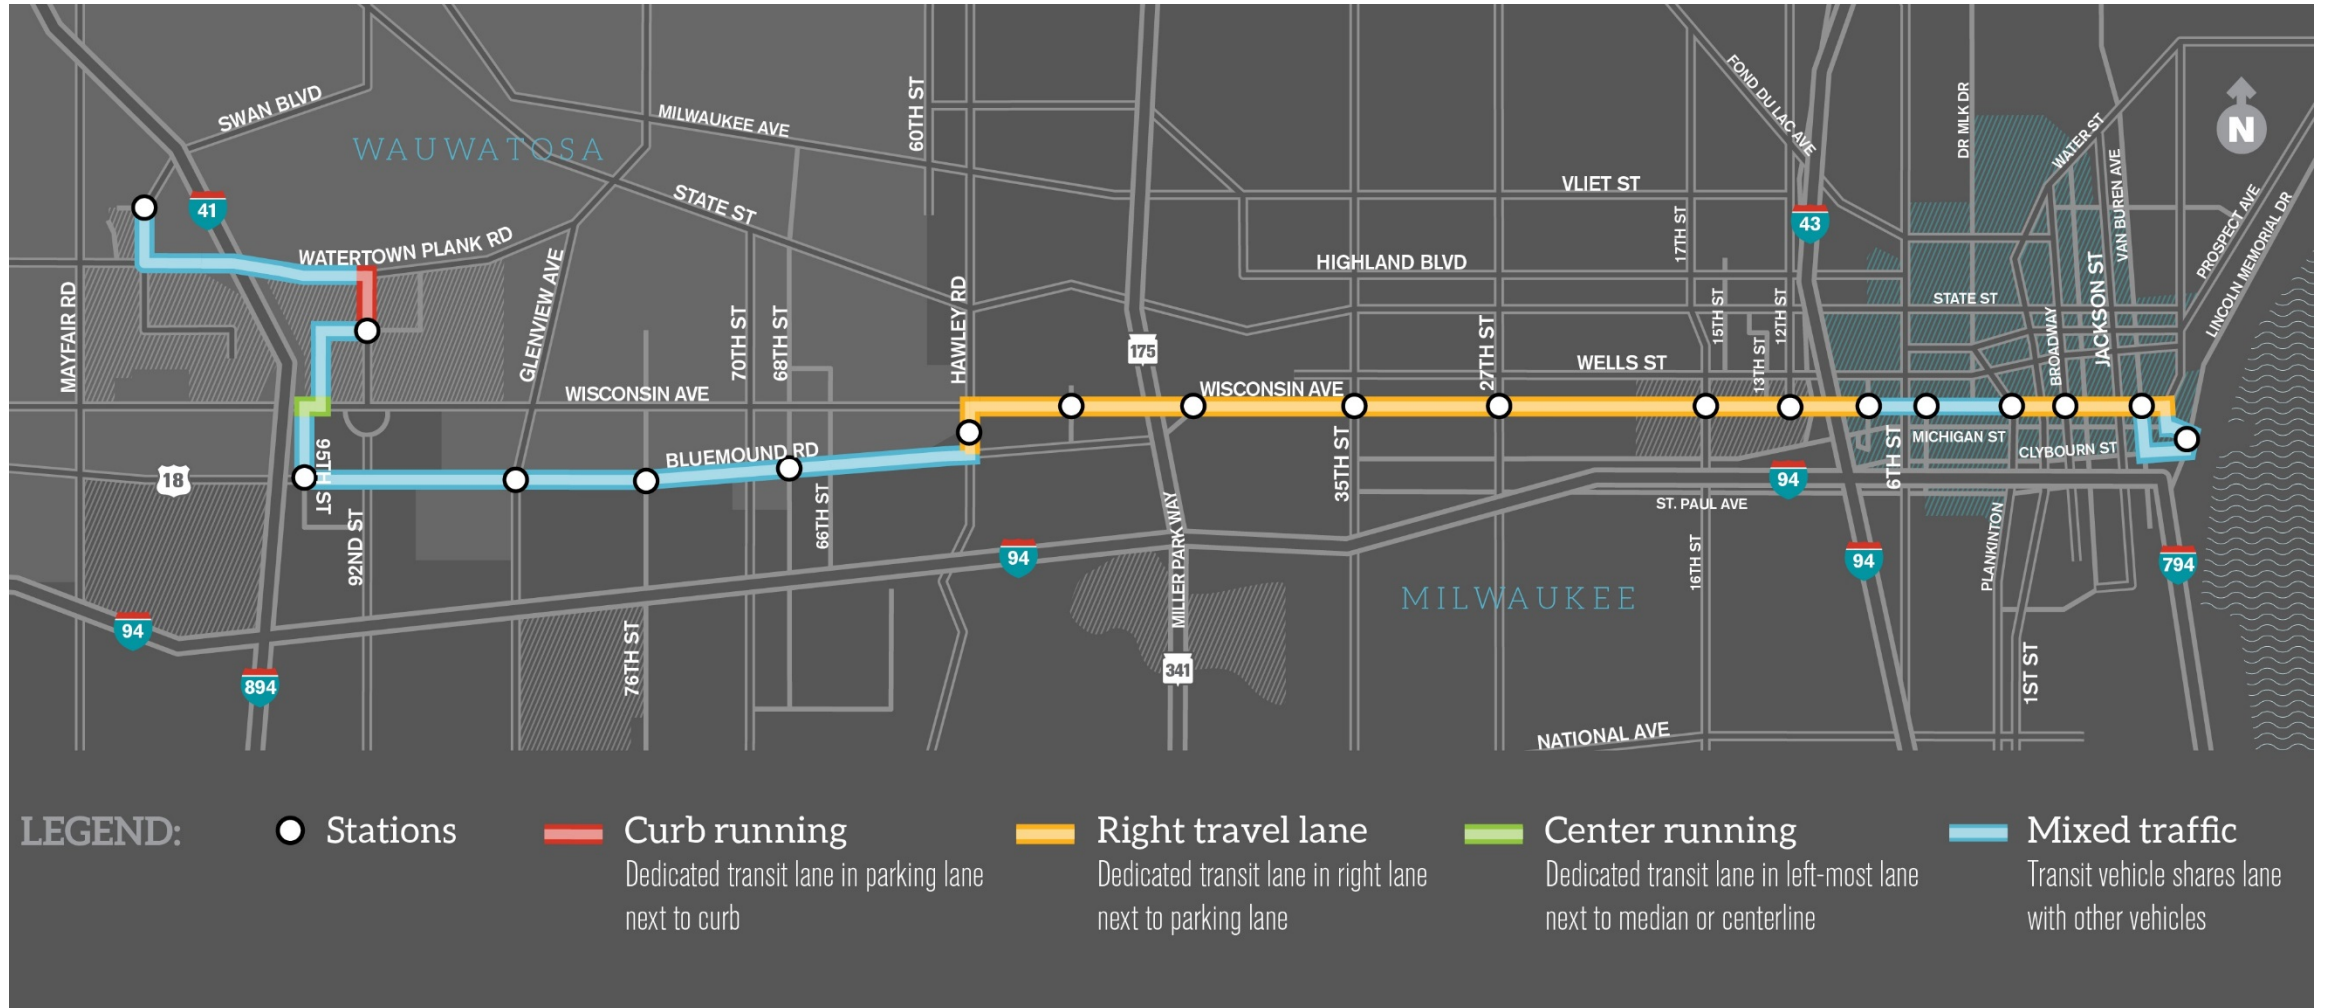 SWAN BLVD
WAUWATOSA
MILWAUKEE AVE
60TH ST
FOND DU LAC AVE
DR MLK DR
WATER ST
N
41
STATE ST
VLIET ST
17TH ST
43
VAN BUREN AVE
PROSPECT AVE
LINCOLN MEMORIAL DR
WATERTOWN PLANK RD
GLENVIEW AVE
HIGHLAND BLVD
MAYFAIR RD
70TH ST
68TH ST
HAWLEY RD
175
27TH ST
15TH ST
12TH ST
13TH ST
STATE ST
BROADWAY
JACKSON ST
WELLS ST
WISCONSIN AVE
WISCONSIN AVE
18
95TH ST
BLUEMOUND RD
35TH ST
6TH ST
MICHIGAN ST
CLYBOURN ST
94
92ND ST
66TH ST
94
MILLER PARK WAY
ST. PAUL AVE
16TH ST
94
PLANKINTON
794
94
894
76TH ST
341
MILWAUKEE
1ST ST
NATIONAL AVE
LEGEND:
Stations
Curb running
Dedicated transit lane in parking lane
next to curb
Right travel lane
Dedicated transit lane in right lane
next to parking lane
Center running
Dedicated transit lane in left-most lane
next to median or centerline
Mixed traffic
Transit vehicle shares lane
with other vehicles